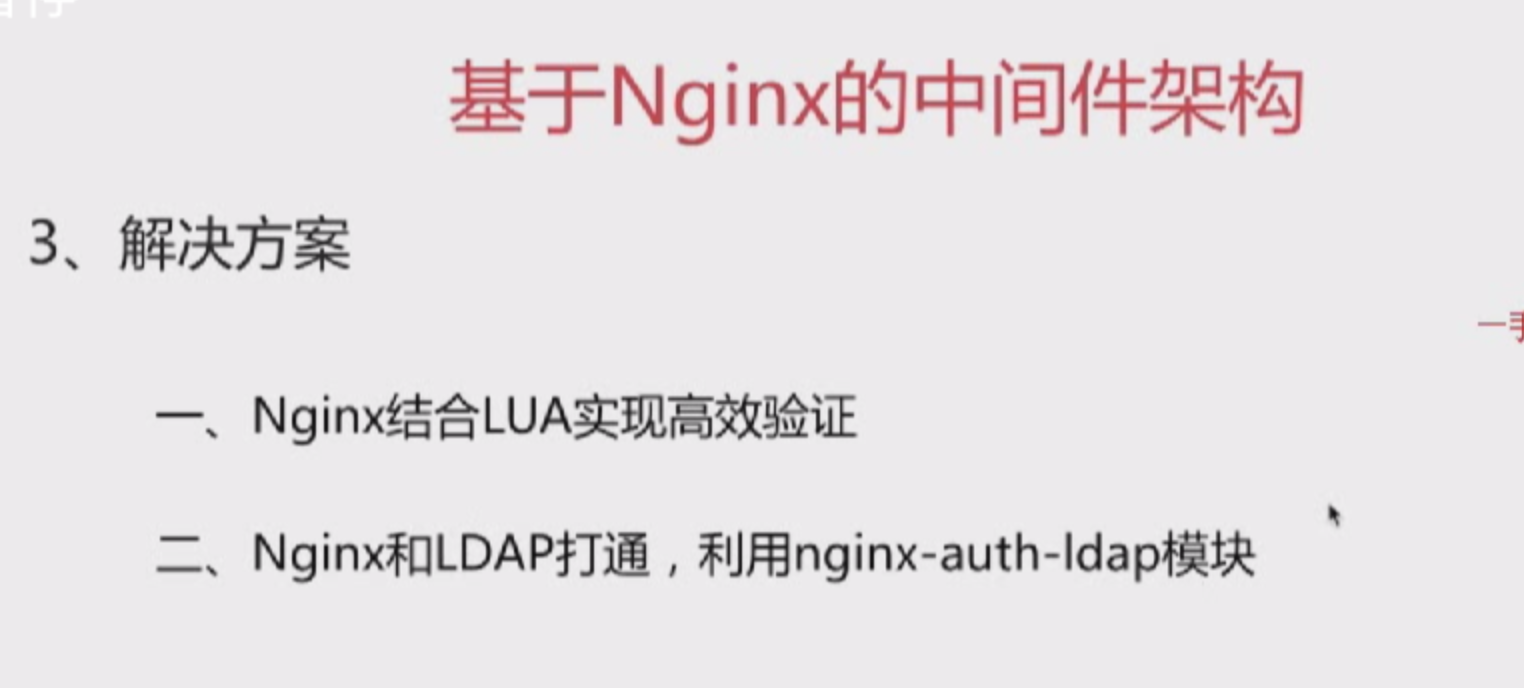 基于Nginx的中间件架构
3、解决方案
一、Nginx结合LUA实现高效验证
二、Nginx和LDAP打通，利用nginx-auth-ldap模块